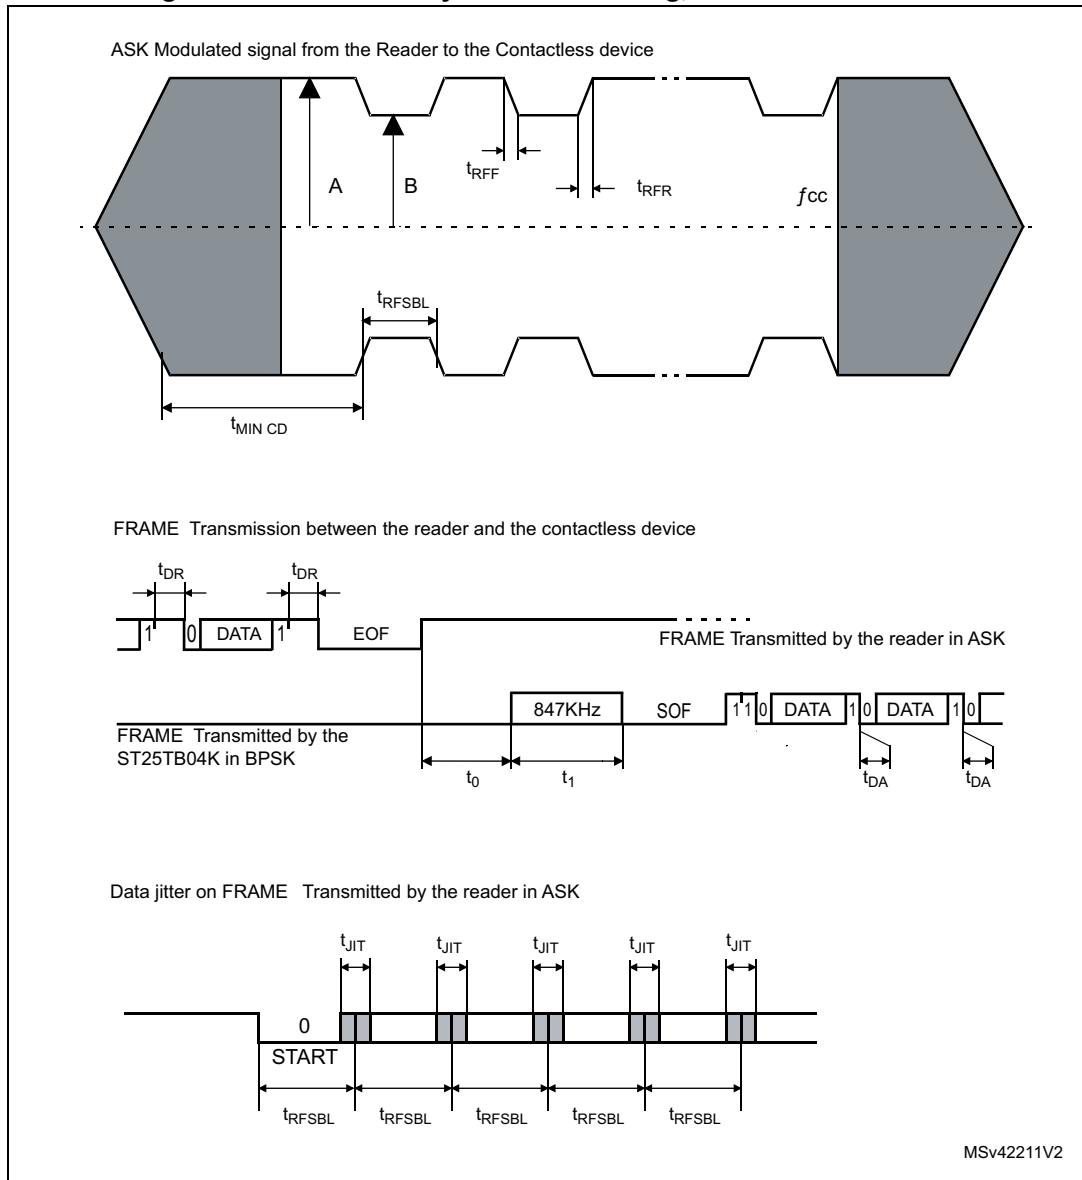 ASK Modulated signal from the Reader to the Contactless device
A
B
tRFF
tRFR
ƒcc
tRFSBL
tMIN CD
FRAME Transmission between the reader and the contactless device
tDR
tDR
1
0
DATA
1
EOF
FRAME Transmitted by the reader in ASK
847KHz
SOF
1 1 0 DATA 1 0 DATA 1 0
FRAME Transmitted by the
ST25TB04K in BPSK
t0
t1
tDA
tDA
Data jitter on FRAME Transmitted by the reader in ASK
tJIT
tJIT
tJIT
tJIT
tJIT
0
START
tRFSBL
tRFSBL
tRFSBL
tRFSBL
tRFSBL
MSv42211V2